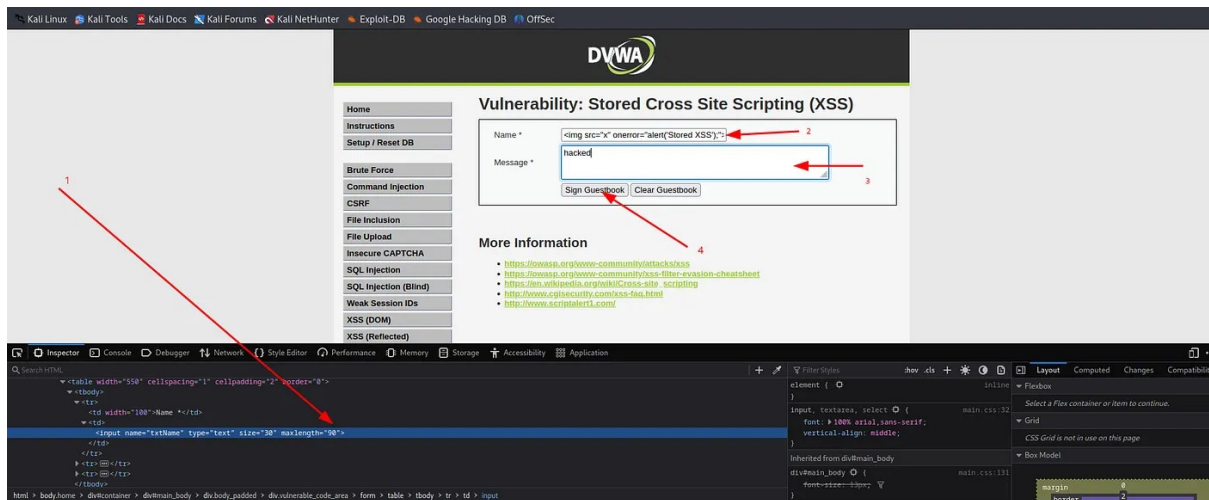 Kali Linux Kali Tools Kali Docs Kali Forums Kali NetHunter Exploit-DB Google Hacking DB OffSec
DVWA
Home
Instructions
Setup / Reset DB
Brute Force
Command Injection
CSRF
File Inclusion
File Upload
Insecure CAPTCHA
SQL Injection
SQL Injection (Blind)
Weak Session IDs
XSS (DOM)
XSS (Reflected)
Vulnerability: Stored Cross Site Scripting (XSS)
Name * <img src="x" onerror="alert('Stored XSS');">
2
Message * hacked
3
Sign Guestbook Clear Guestbook
4
1
More Information
https://owasp.org/www-community/attacks/xss
https://owasp.org/www-community/xss-filter-evasion-cheatsheet
https://en.wikipedia.org/wiki/Cross-site_scripting
http://www.cgisecurity.com/xss-faq.html
http://www.scriptalert1.com/
Inspector Console Debugger Network Style Editor Performance Memory Storage Accessibility Application
Search HTML
<table width="550" cellspacing="1" cellpadding="2" border="0">
<tbody>
<tr>
<td width="100">Name *</td>
<td>
<input name="txtName" type="text" size="30" maxlength="90">
</td>
</tr>
<tr></tr>
<tr></tr>
</tbody>
html > body.home > div#container > div#main_body > div.body_padded > div.vulnerable_code_area > form > table > tbody > tr > td > input
Filter Styles :hov .cls
element { inline
}
input, textarea, select { main.css:32
font: 100% arial,sans-serif;
vertical-align: middle;
}
Inherited from div#main_body
div#main_body { main.css:131
font-size: 13px;
Layout Computed Changes Compatibili
Flexbox
Select a Flex container or item to continue.
Grid
CSS Grid is not in use on this page
Box Model
margin 0
border 2